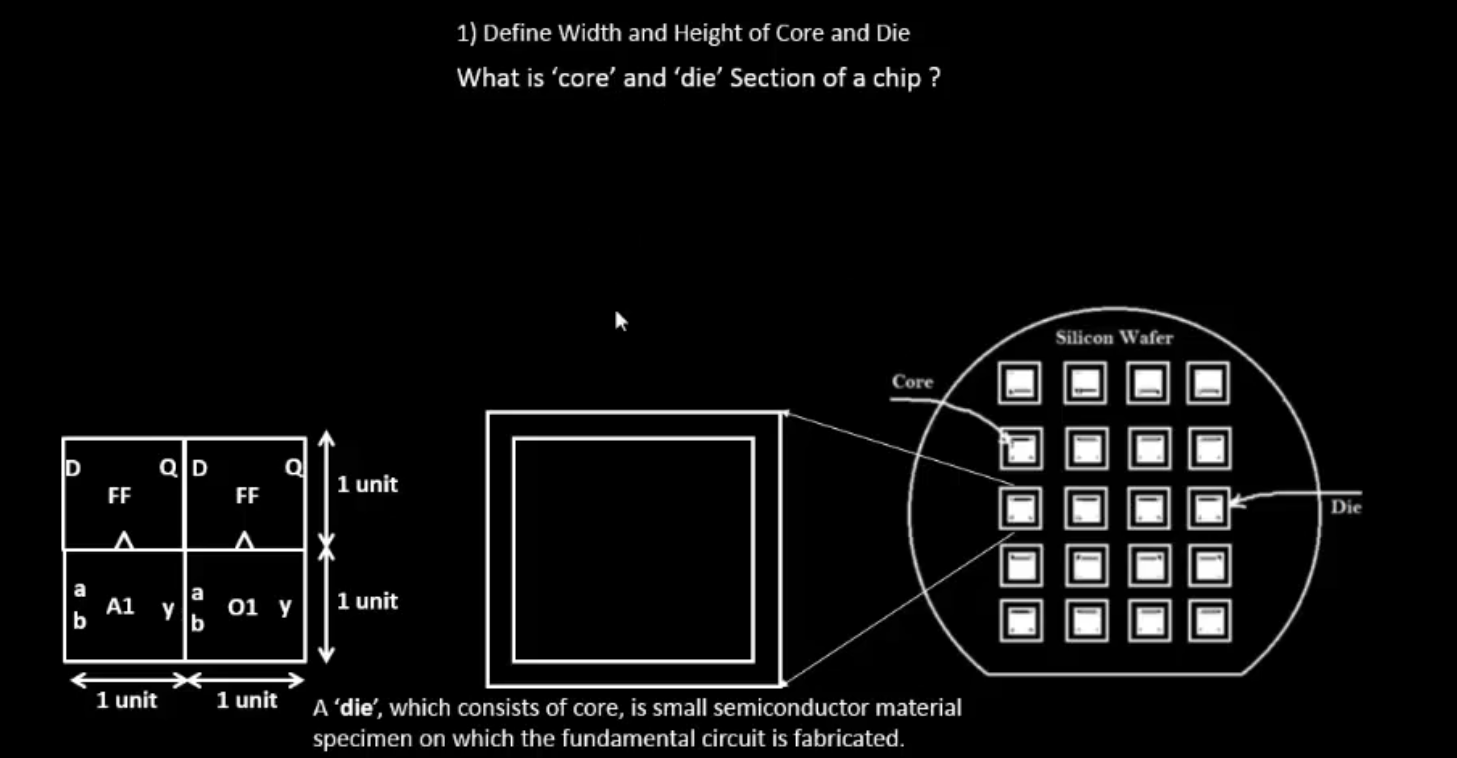 1) Define Width and Height of Core and Die
What is ‘core’ and ‘die’ Section of a chip ?
Silicon Wafer
Core
Die
D Q D Q
FF FF
1 unit
a A1 y a O1 y
b b
1 unit
1 unit 1 unit
A ‘die’, which consists of core, is small semiconductor material
specimen on which the fundamental circuit is fabricated.